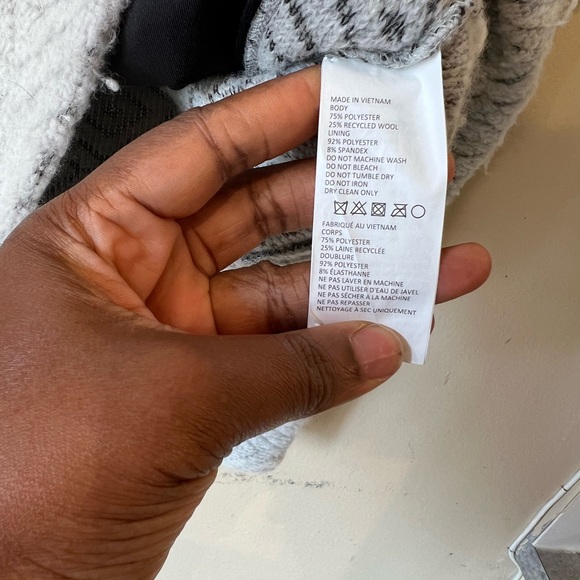 MADE IN VIETNAM
BODY
75% POLYESTER
25% RECYCLED WOOL
LINING
92% POLYESTER
8% SPANDEX
DO NOT MACHINE WASH
DO NOT BLEACH
DO NOT TUMBLE DRY
DO NOT IRON
DRY CLEAN ONLY
FABRIQUÉ AU VIETNAM
CORPS
75% POLYESTER
25% LAINE RECYCLÉE
DOUBLURE
92% POLYESTER
8% ÉLASTHANNE
NE PAS LAVER EN MACHINE
NE PAS UTILISER D'EAU DE JAVEL
NE PAS SÉCHER À LA MACHINE
NE PAS REPASSER
NETTOYAGE À SEC UNIQUEMENT